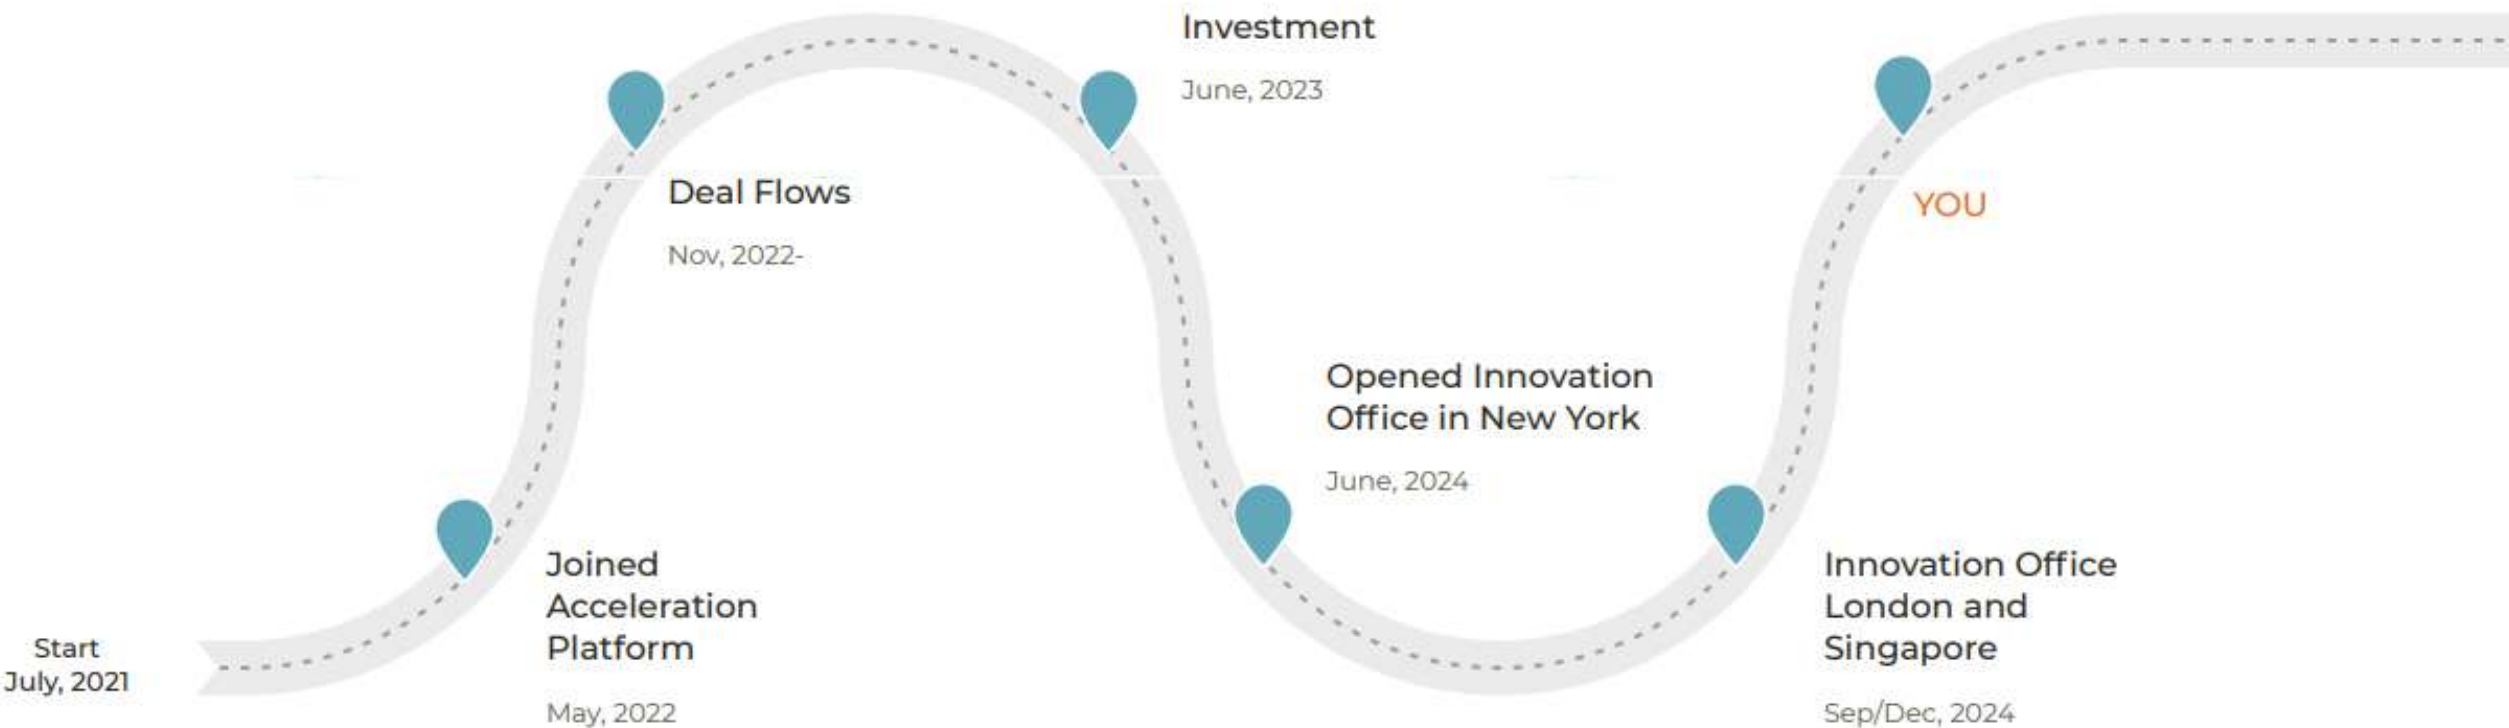 Start
July, 2021
Joined
Acceleration
Platform
May, 2022
Deal Flows
Nov, 2022-
Investment
June, 2023
Opened Innovation
Office in New York
June, 2024
Innovation Office
London and
Singapore
Sep/Dec, 2024
YOU